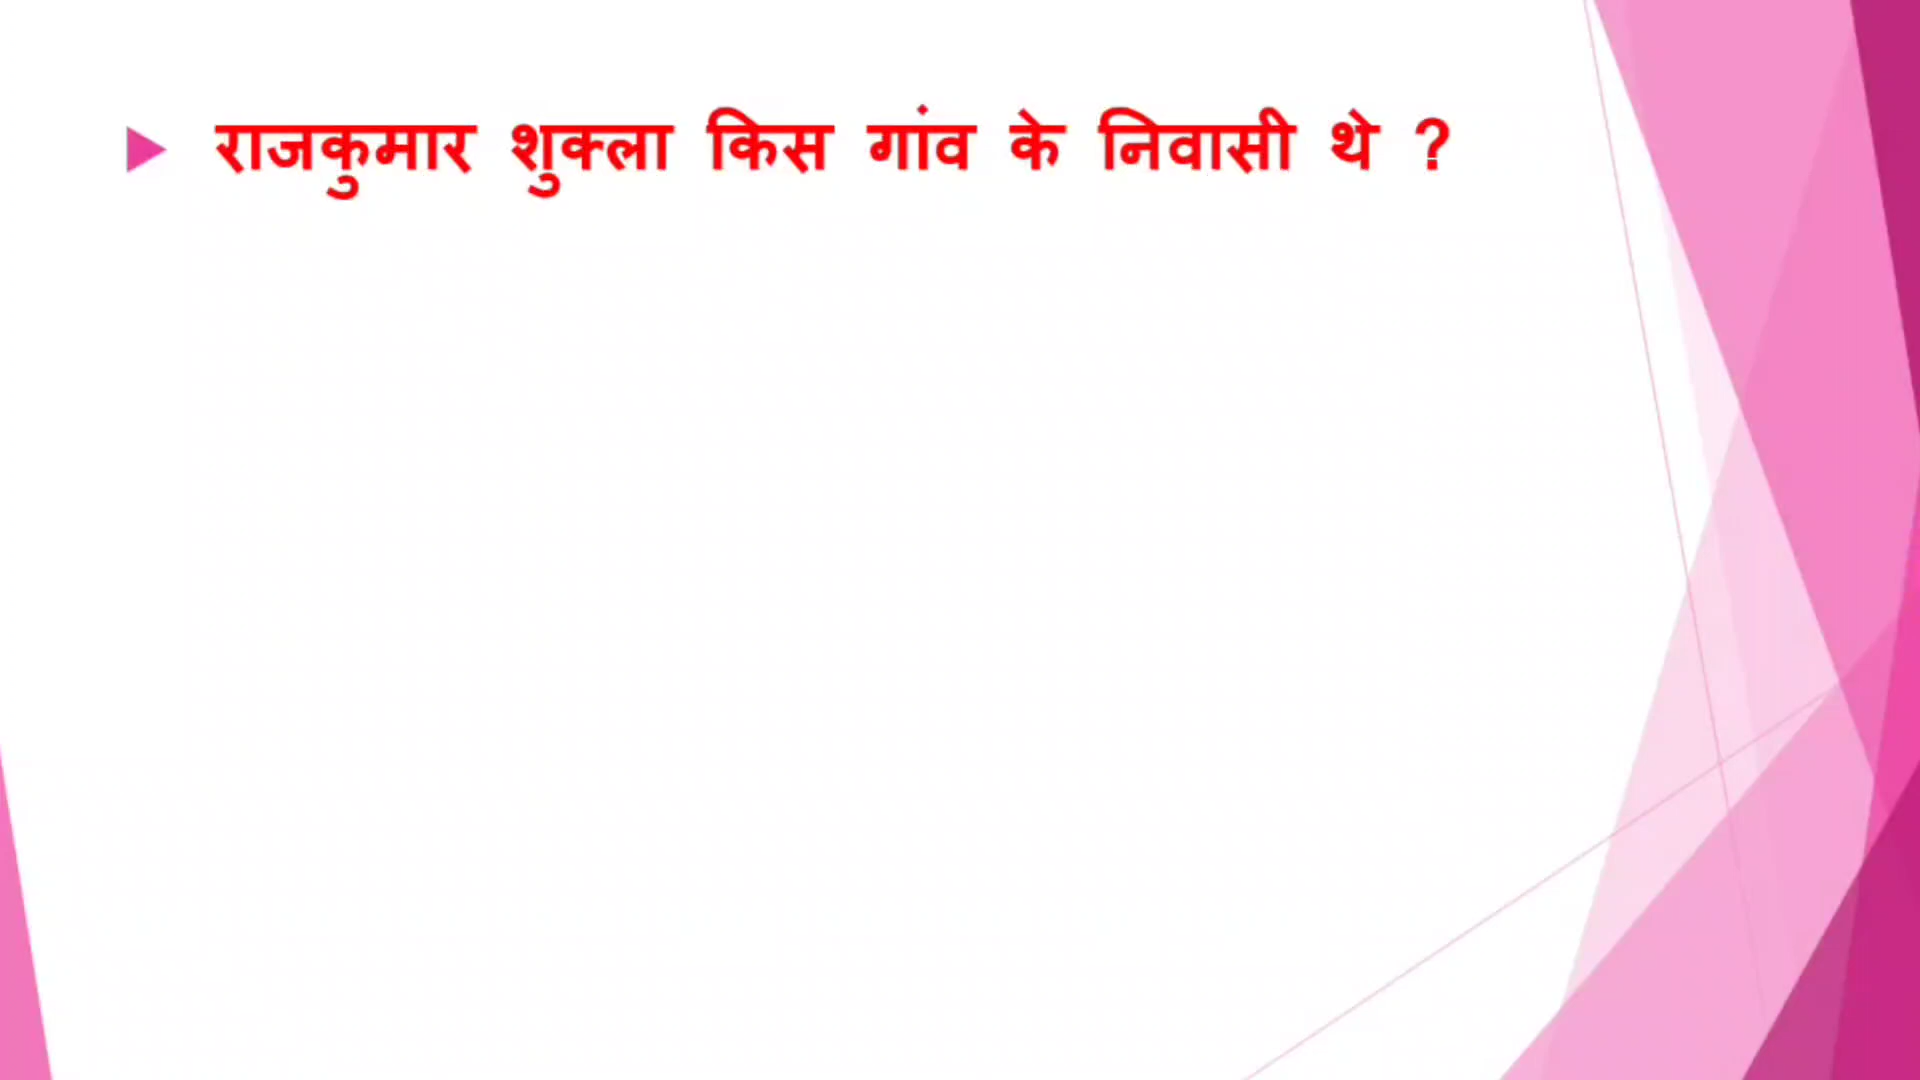 राजकुमार शुक्ला किस गांव के निवासी थे ?